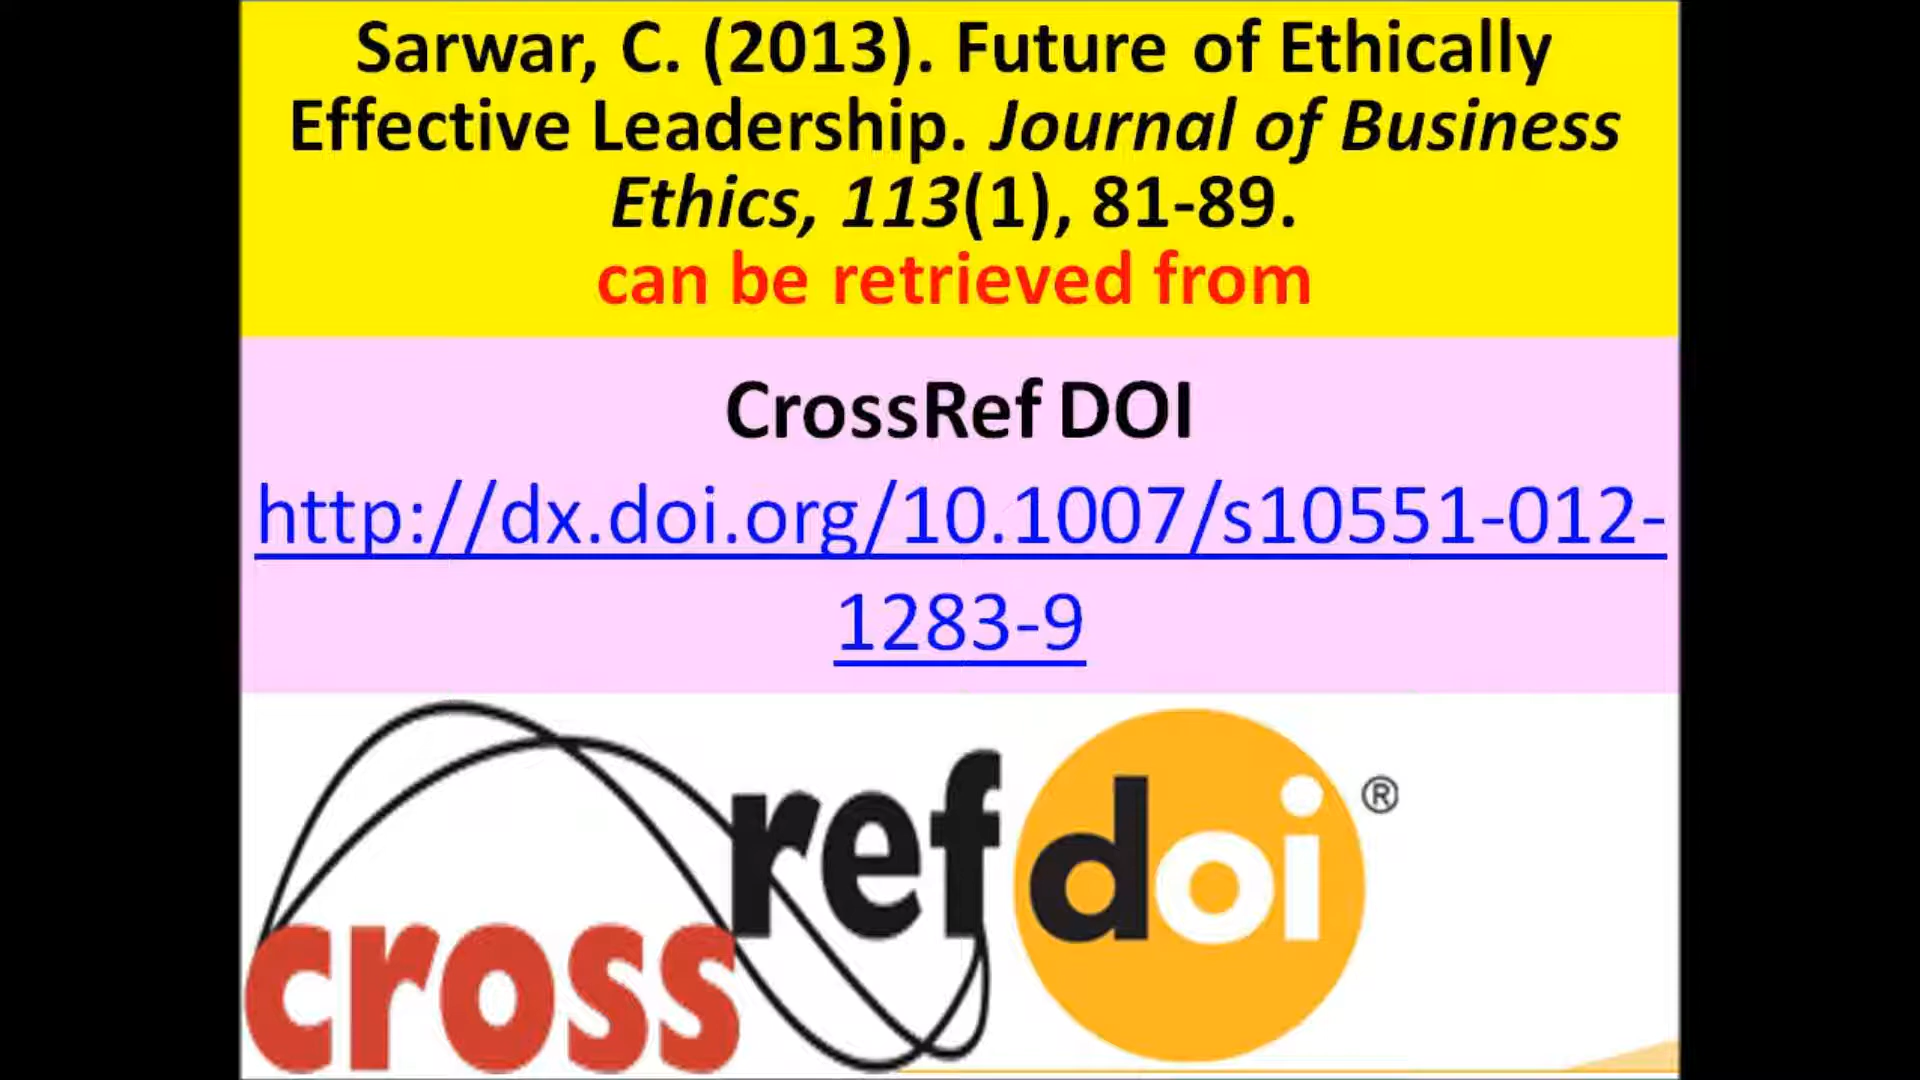 Sarwar, C. (2013). Future of Ethically
Effective Leadership. Journal of Business
Ethics, 113(1), 81-89.
can be retrieved from
CrossRef DOI
http://dx.doi.org/10.1007/s10551-012-
1283-9
cross ref doi ®